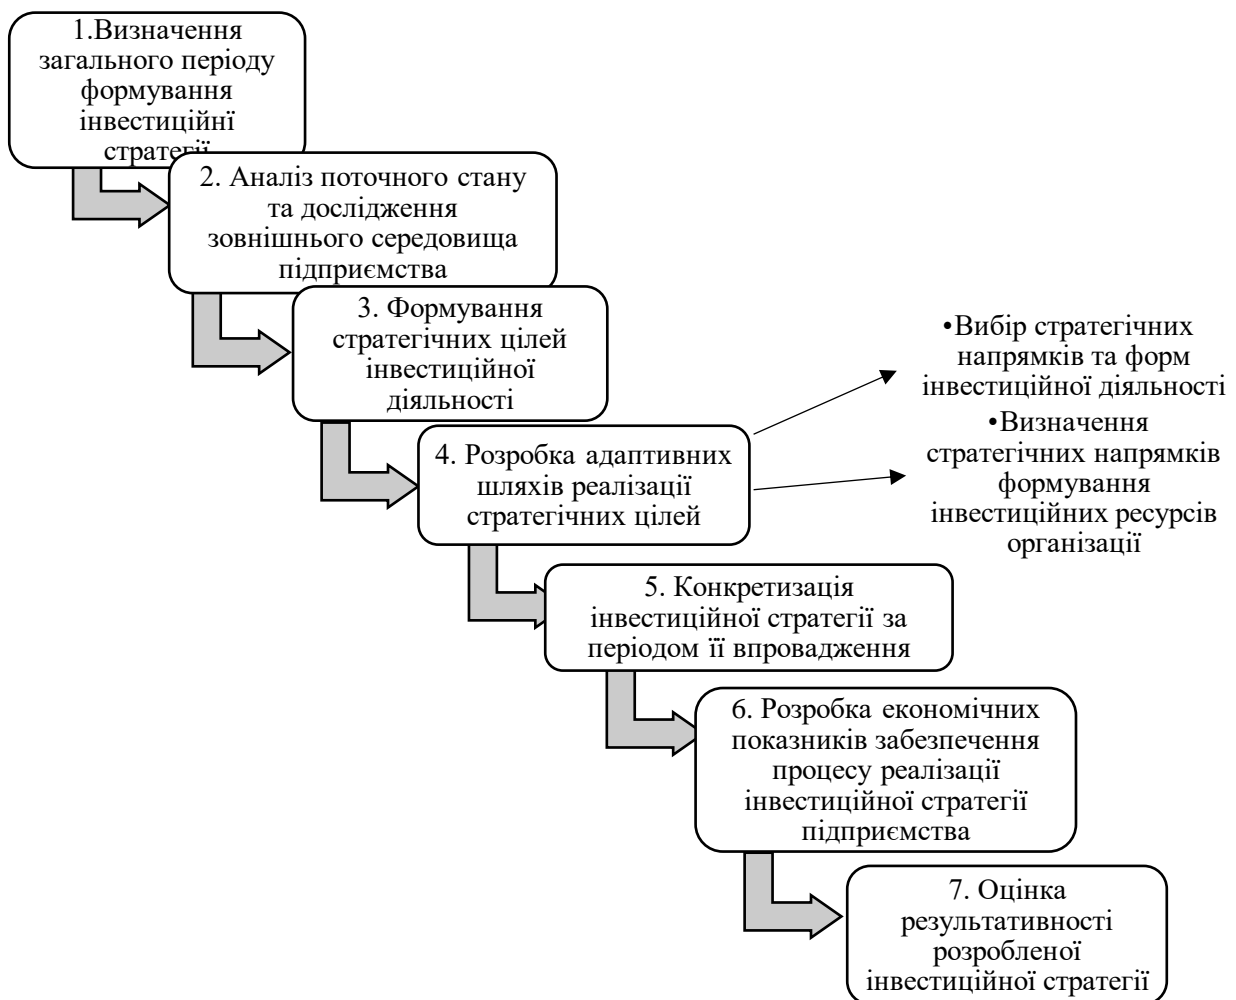 1.Визначення
загального періоду
формування
інвестиційнї
стратегії
2. Аналіз поточного стану
та дослідження
зовнішнього середовища
підприємства
3. Формування
стратегічних цілей
інвестиційної
діяльності
4. Розробка адаптивних
шляхів реалізації
стратегічних цілей
•Вибір стратегічних
напрямків та форм
інвестиційної діяльності
•Визначення
стратегічних напрямків
формування
інвестиційних ресурсів
організації
5. Конкретизація
інвестиційної стратегії за
періодом її впровадження
6. Розробка економічних
показників забезпечення
процесу реалізації
інвестиційної стратегії
підприємства
7. Оцінка
результативності
розробленої
інвестиційної стратегії